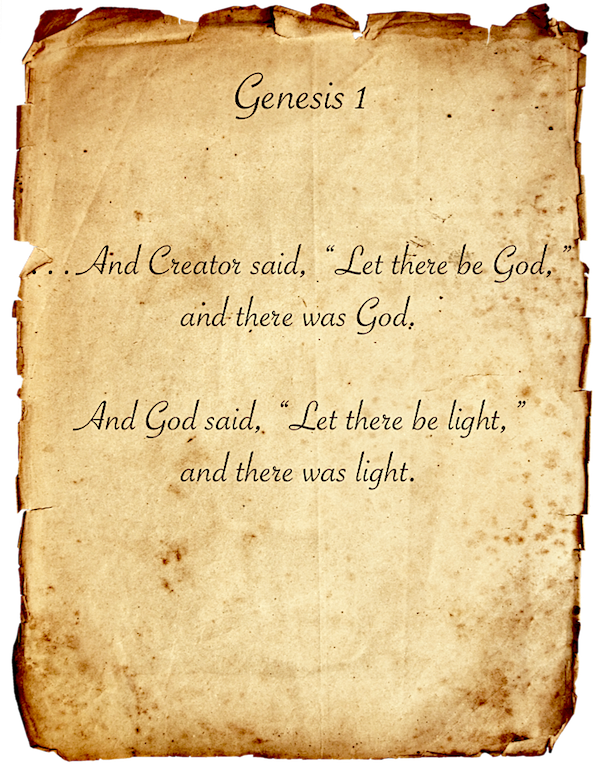 Genesis 1
...And Creator said, “Let there be God,”
and there was God.
And God said, “Let there be light,”
and there was light.